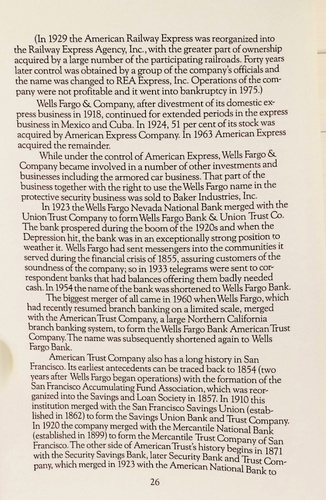 (In 1929 the American Railway Express was reorganized into
the Railway Express Agency, Inc., with the greater part of ownership
acquired by a large number of the participating railroads. Forty years
later control was obtained by a group of the company's officials and
the name was changed to REA Express, Inc. Operations of the com-
pany were not profitable and it went into bankruptcy in 1975.)
Wells Fargo & Company, after divestment of its domestic ex-
press business in 1918, continued for extended periods in the express
business in Mexico and Cuba. In 1924, 51 per cent of its stock was
acquired by American Express Company. In 1963 American Express
acquired the remainder.
While under the control of American Express, Wells Fargo &
Company became involved in a number of other investments and
businesses including the armored car business. That part of the
business together with the right to use the Wells Fargo name in the
protective security business was sold to Baker Industries, Inc.
In 1923 the Wells Fargo Nevada National Bank merged with the
Union Trust Company to form Wells Fargo Bank & Union Trust Co.
The bank prospered during the boom of the 1920s and when the
Depression hit, the bank was in an exceptionally strong position to
weather it. Wells Fargo had sent messengers into the communities it
served during the financial crisis of 1855, assuring customers of the
soundness of the company; so in 1933 telegrams were sent to cor-
respondent banks that had balances offering them badly needed
cash. In 1954 the name of the bank was shortened to Wells Fargo Bank.
The biggest merger of all came in 1960 when Wells Fargo, which
had recently resumed branch banking on a limited scale, merged
with the American Trust Company, a large Northern California
branch banking system, to form the Wells Fargo Bank American Trust
Company. The name was subsequently shortened again to Wells
Fargo Bank.
American Trust Company also has a long history in San
Francisco. Its earliest antecedents can be traced back to 1854 (two
years after Wells Fargo began operations) with the formation of the
San Francisco Accumulating Fund Association, which was reor-
ganized into the Savings and Loan Society in 1857. In 1910 this
institution merged with the San Francisco Savings Union (estab-
lished in 1862) to form the Savings Union Bank and Trust Company.
In 1920 the company merged with the Mercantile National Bank
(established in 1899) to form the Mercantile Trust Company of San
Francisco. The other side of American Trust's history begins in 1871
with the Security Savings Bank, later Security Bank and Trust Com-
pany, which merged in 1923 with the American National Bank to
26